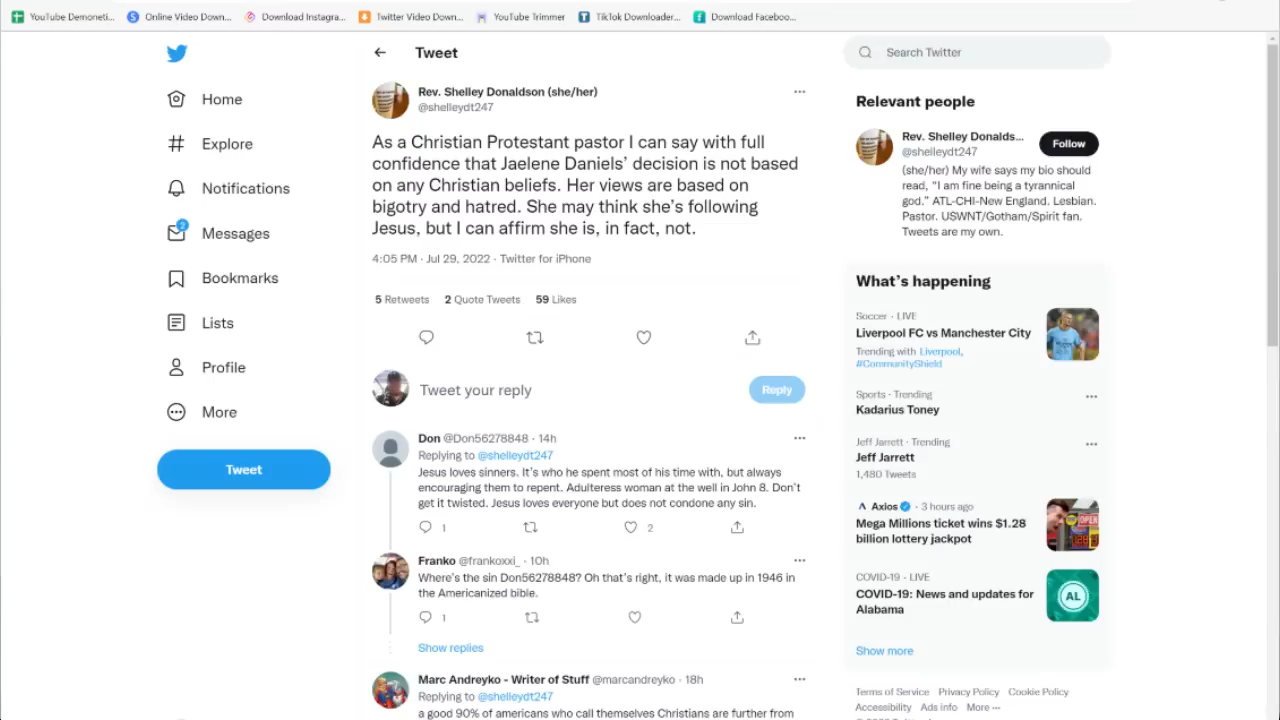 YouTube Demoneti...
Online Video Down...
Download Instagra...
Twitter Video Down...
YouTube Trimmer
TikTok Downloader...
Download Faceboo...
Home
Explore
Notifications
2
Messages
Bookmarks
Lists
Profile
More
Tweet
Tweet
Rev. Shelley Donaldson (she/her)
@shelleydt247
As a Christian Protestant pastor I can say with full
confidence that Jaelene Daniels’ decision is not based
on any Christian beliefs. Her views are based on
bigotry and hatred. She may think she’s following
Jesus, but I can affirm she is, in fact, not.
4:05 PM · Jul 29, 2022 · Twitter for iPhone
5 Retweets 2 Quote Tweets 59 Likes
Tweet your reply
Reply
Don @Don56278848 · 14h
Replying to @shelleydt247
Jesus loves sinners. It’s who he spent most of his time with, but always
encouraging them to repent. Adulteress woman at the well in John 8. Don’t
get it twisted. Jesus loves everyone but does not condone any sin.
1 2
Franko @frankoxxi_ · 10h
Where’s the sin Don56278848? Oh that’s right, it was made up in 1946 in
the Americanized bible.
1
Show replies
Marc Andreyko - Writer of Stuff @marcandreyko · 18h
Replying to @shelleydt247
a good 90% of americans who call themselves Christians are further from
Search Twitter
Relevant people
Rev. Shelley Donalds...
@shelleydt247
Follow
(she/her) My wife says my bio should
read, “I am fine being a tyrannical
god.” ATL-CHI-New England. Lesbian.
Pastor. USWNT/Gotham/Spirit fan.
Tweets are my own.
What’s happening
Soccer · LIVE
Liverpool FC vs Manchester City
Trending with Liverpool,
#CommunityShield
Sports · Trending
Kadarius Toney
Jeff Jarrett · Trending
Jeff Jarrett
1,480 Tweets
Axios · 3 hours ago
Mega Millions ticket wins $1.28
billion lottery jackpot
OPEN
COVID-19 · LIVE
COVID-19: News and updates for
Alabama
AL
Show more
Terms of Service Privacy Policy Cookie Policy
Accessibility Ads info More ···